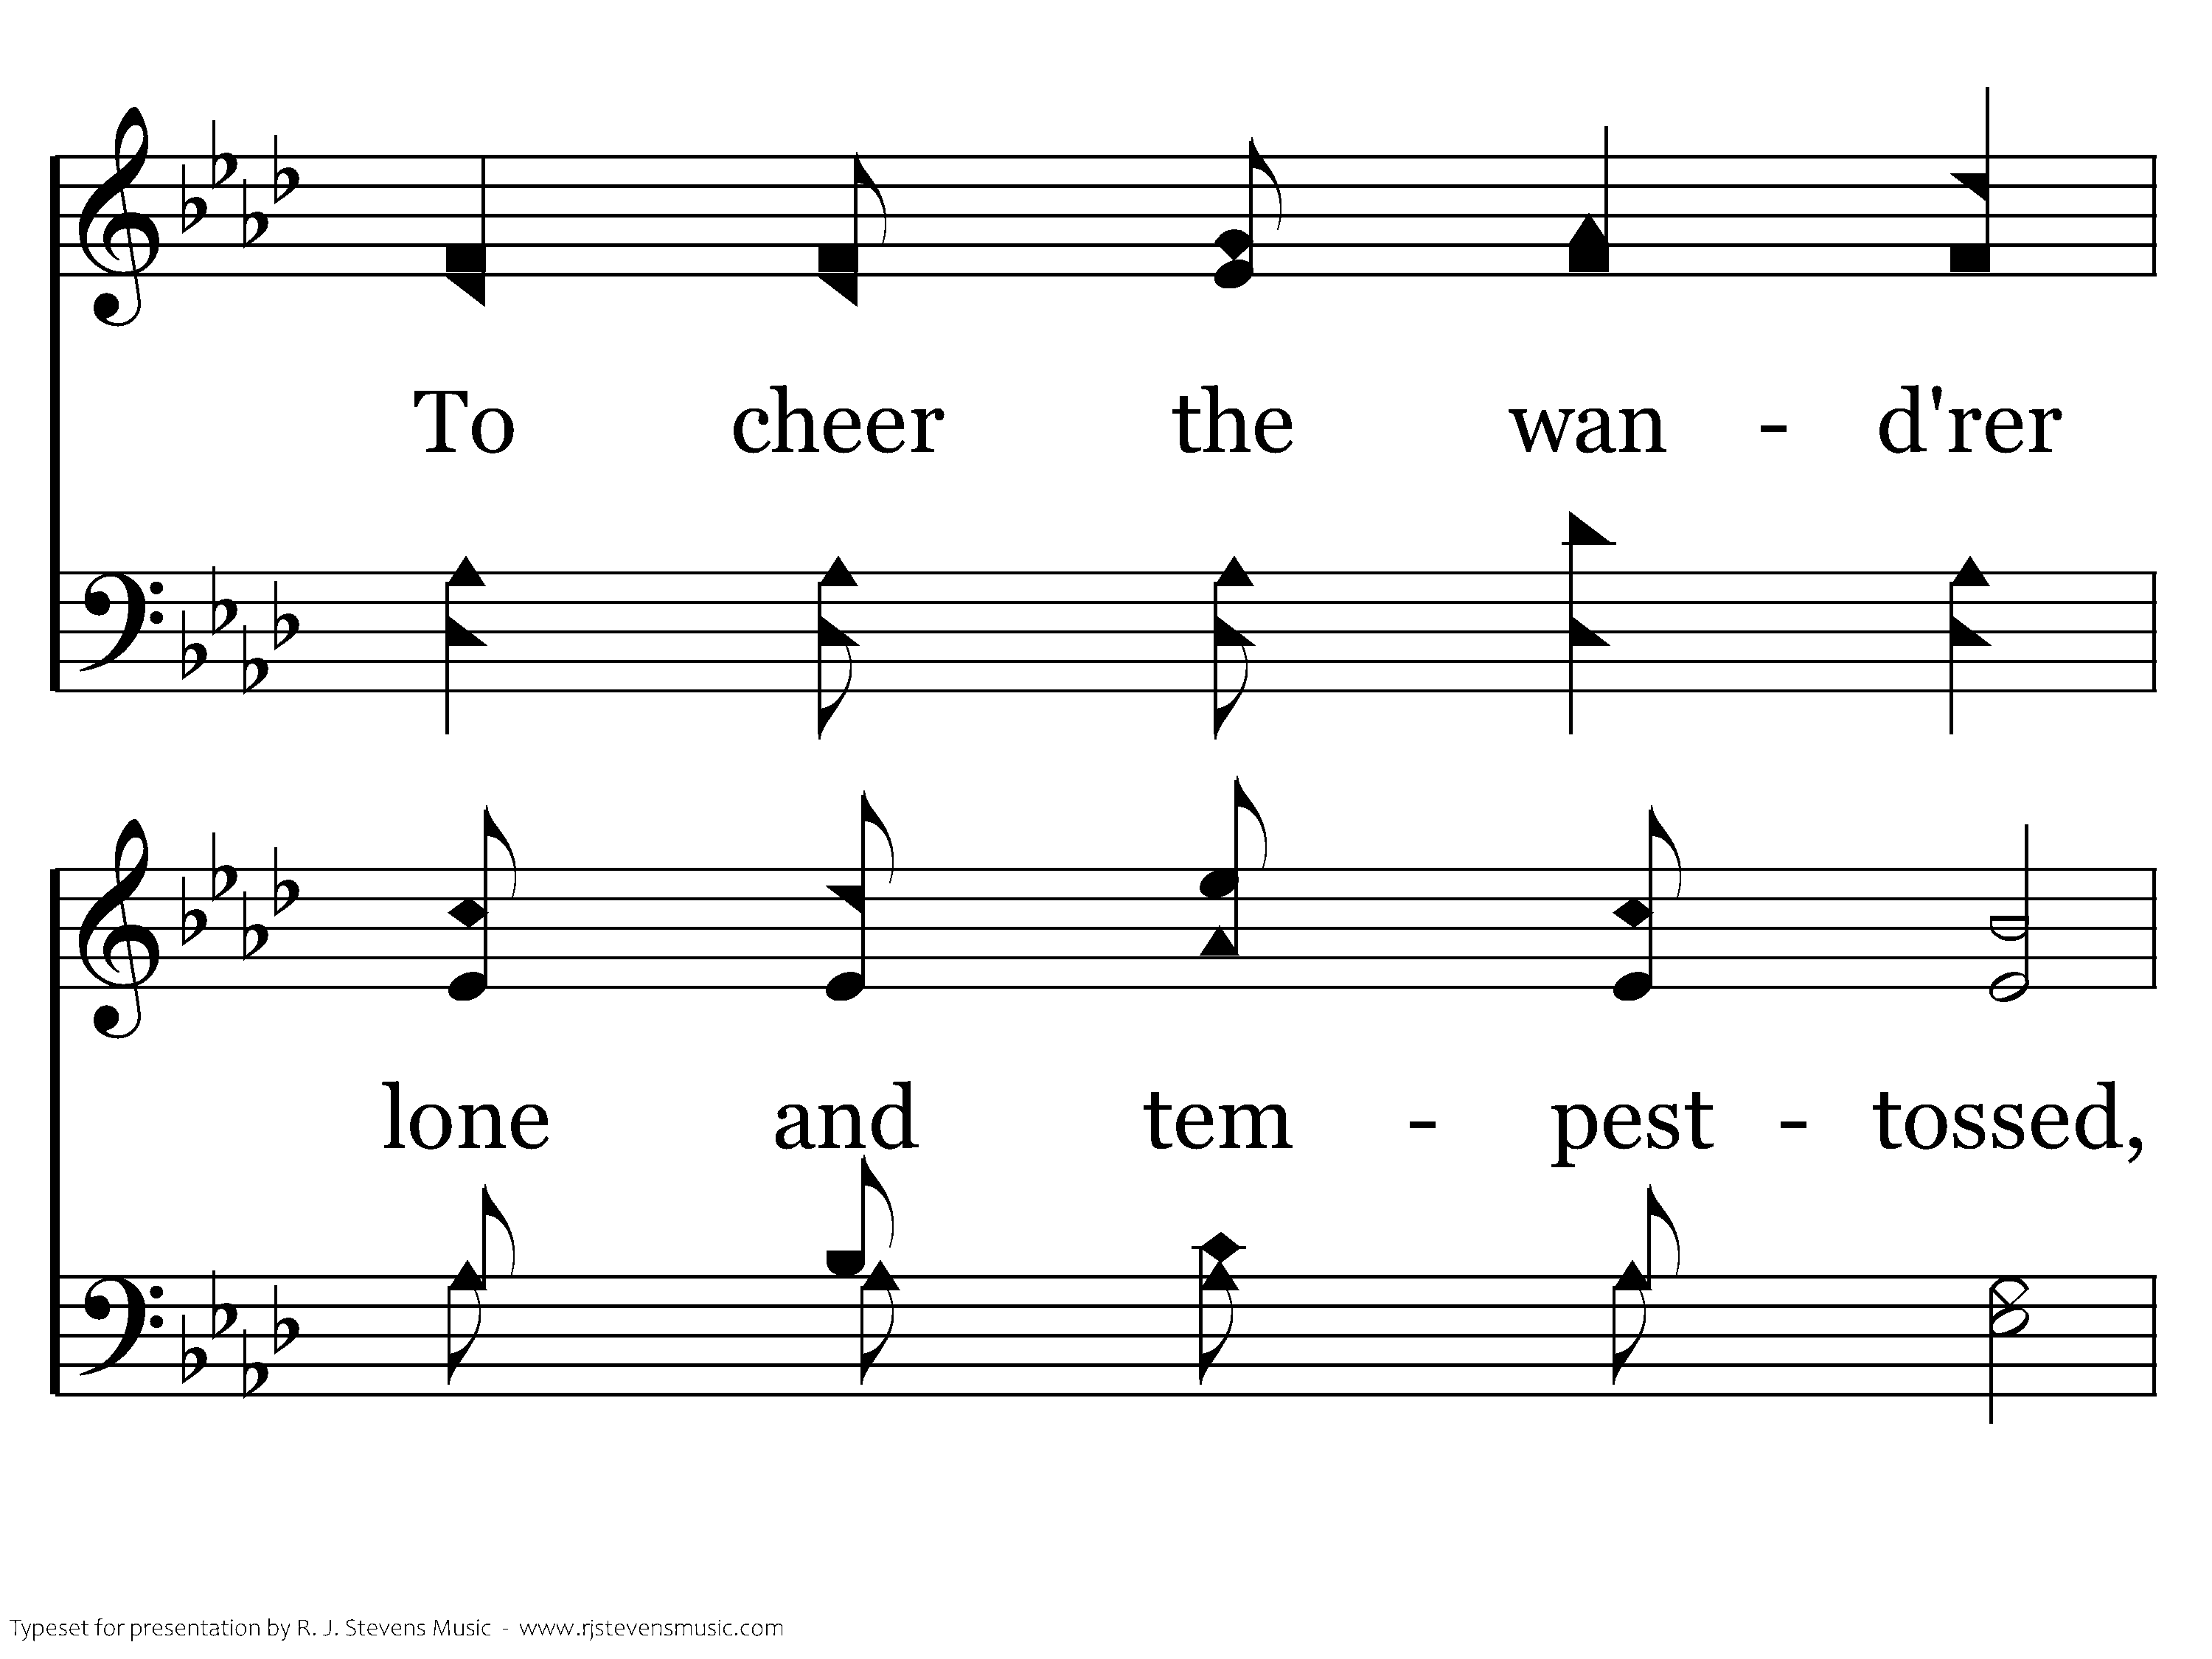 To cheer the wan - d'rer
lone and tem - pest - tossed,
Typeset for presentation by R. J. Stevens Music - www.rjstevensmusic.com